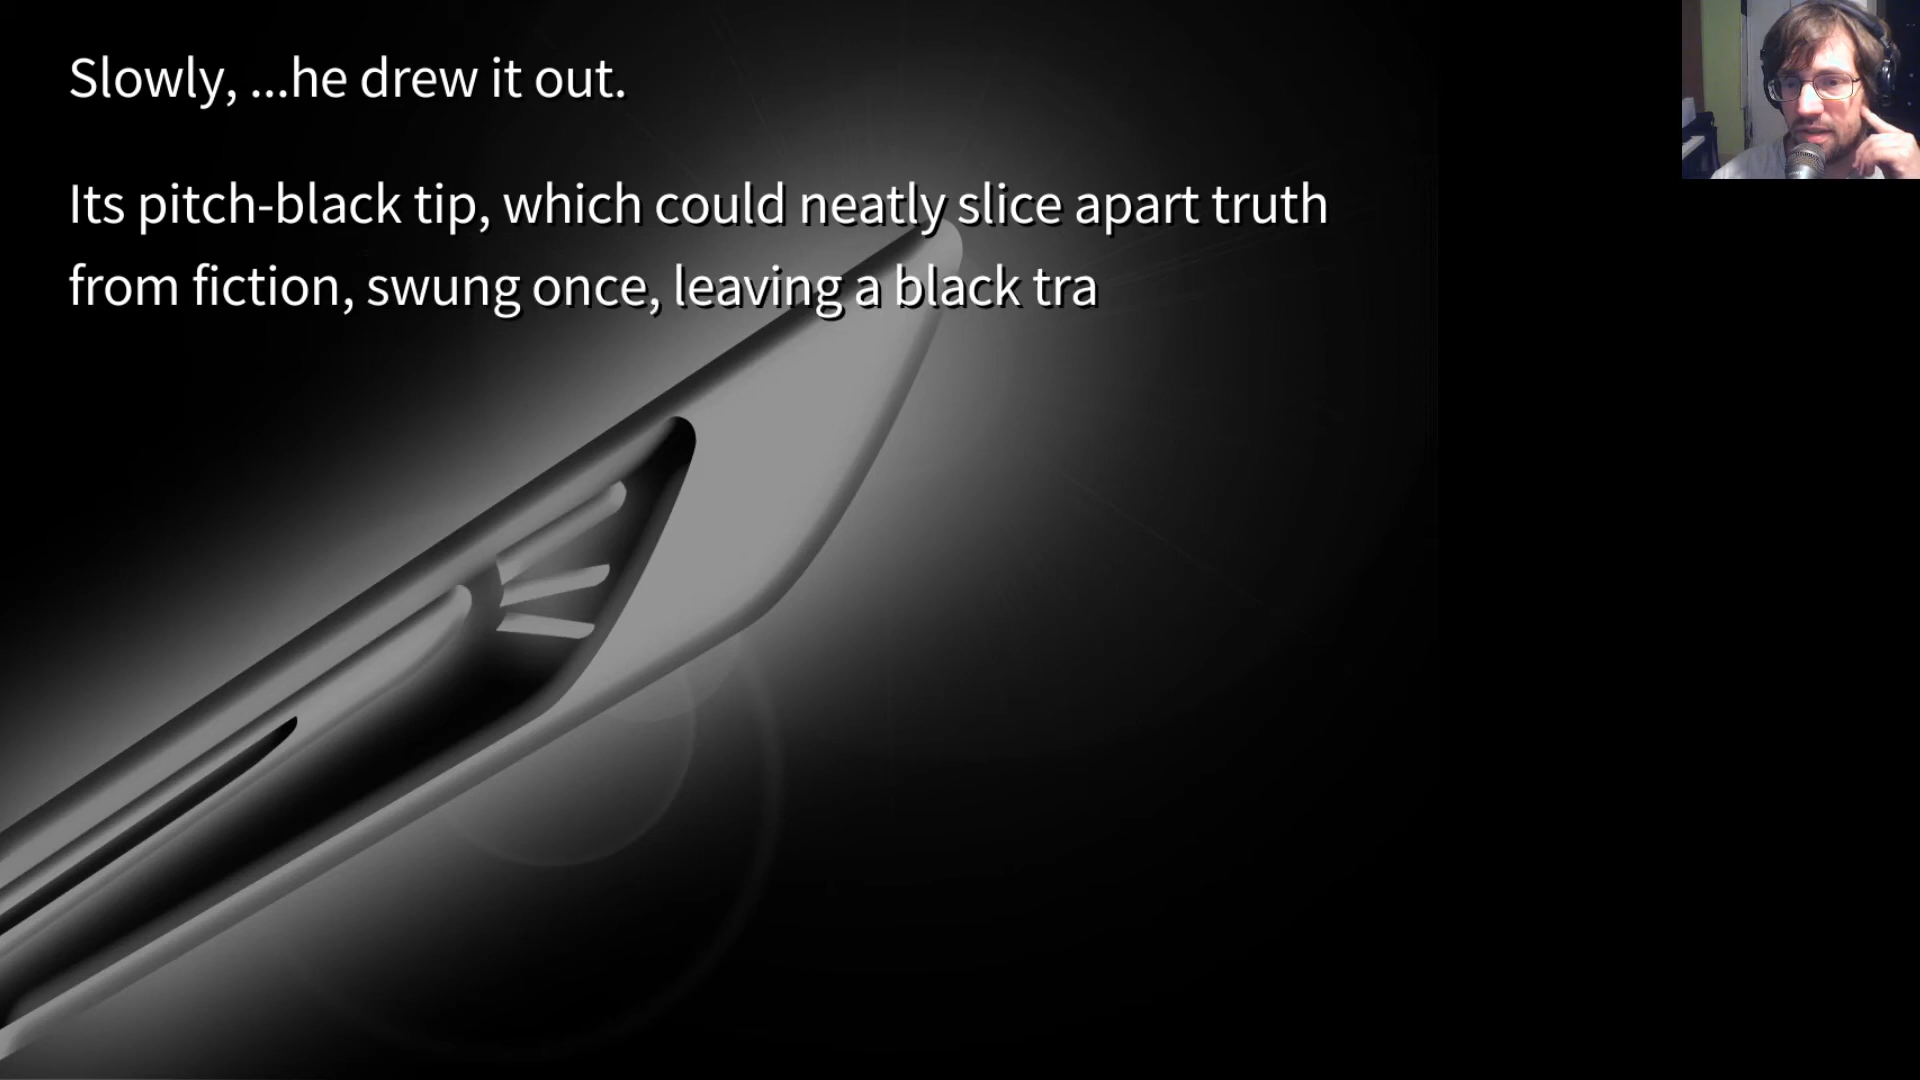 Slowly, ...he drew it out.
Its pitch-black tip, which could neatly slice apart truth
from fiction, swung once, leaving a black tra